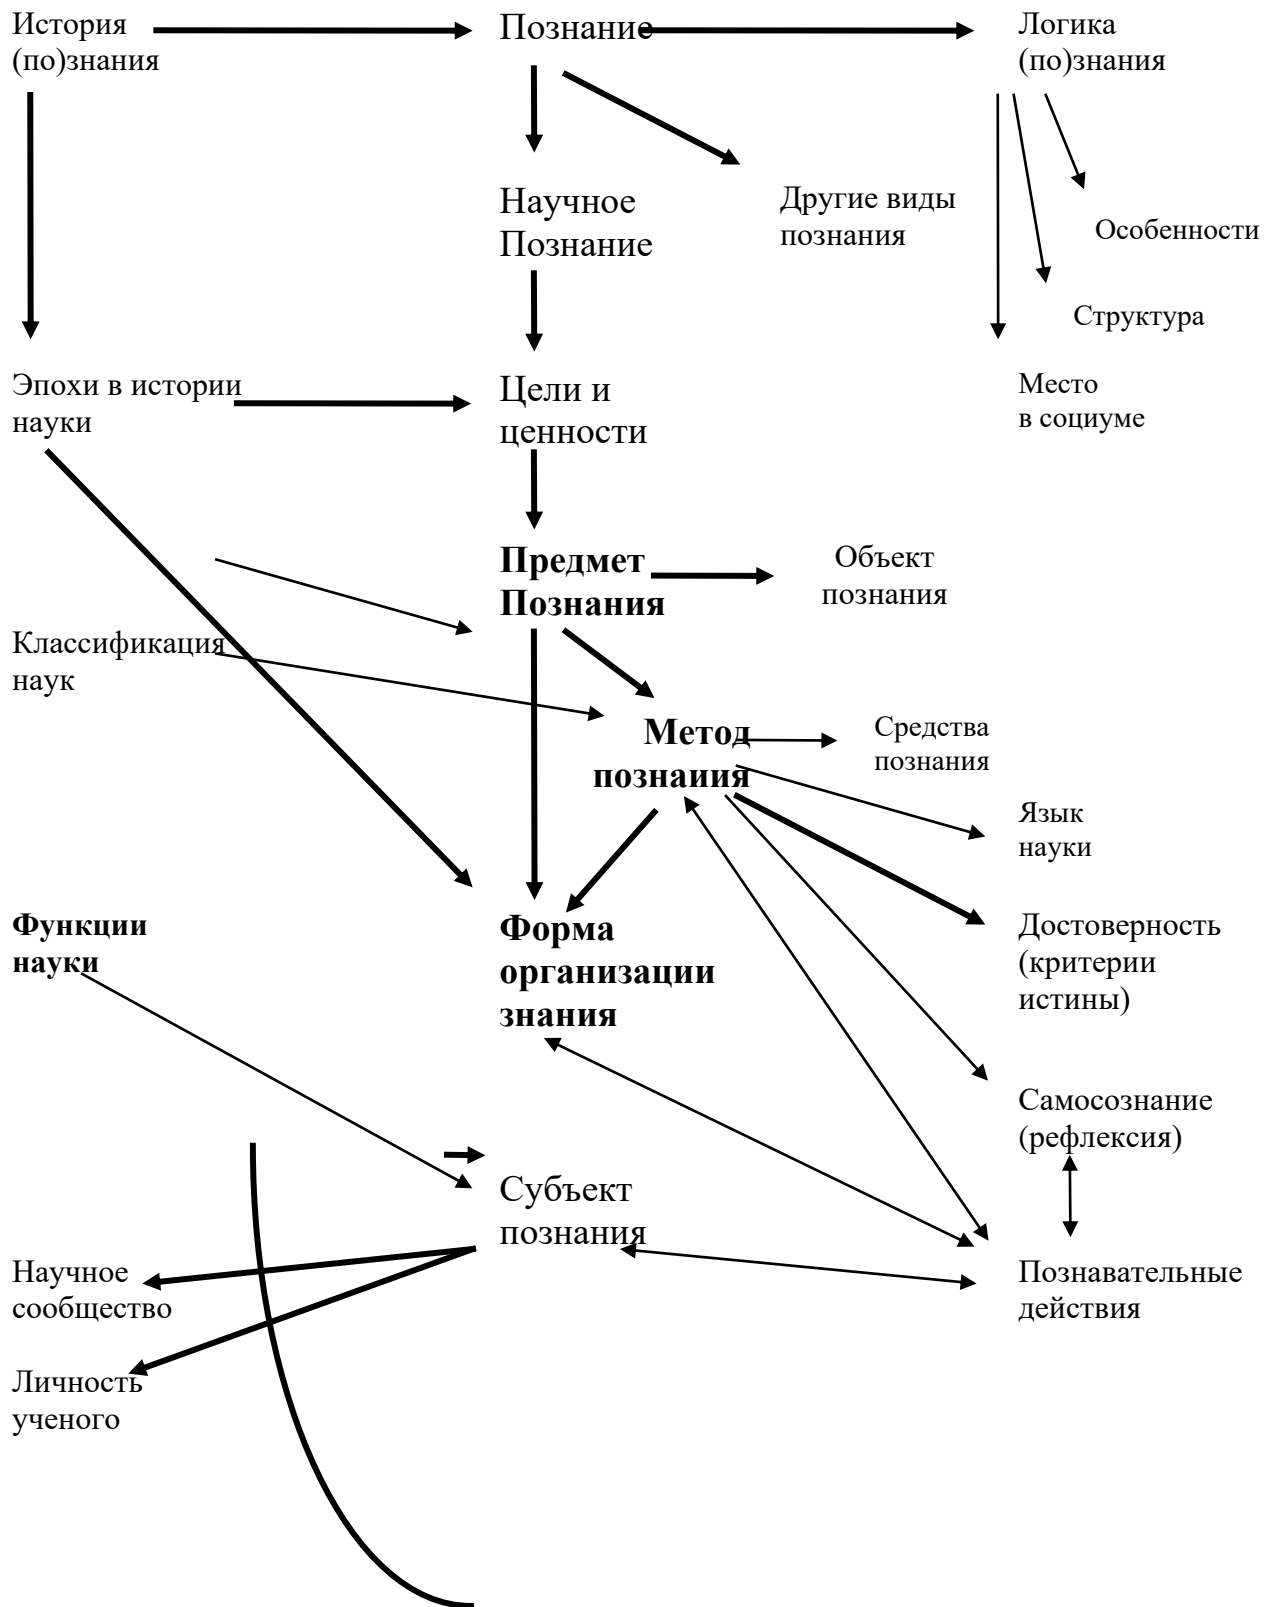 История
(по)знания
Познание
Логика
(по)знания
Научное
Познание
Другие виды
познания
Особенности
Структура
Эпохи в истории
науки
Цели и
ценности
Место
в социуме
Предмет
Познания
Объект
познания
Классификация
наук
Метод
познаиия
Средства
познания
Язык
науки
Функции
науки
Форма
организации
знания
Достоверность
(критерии
истины)
Самосознание
(рефлексия)
Субъект
познания
Научное
сообщество
Познавательные
действия
Личность
ученого